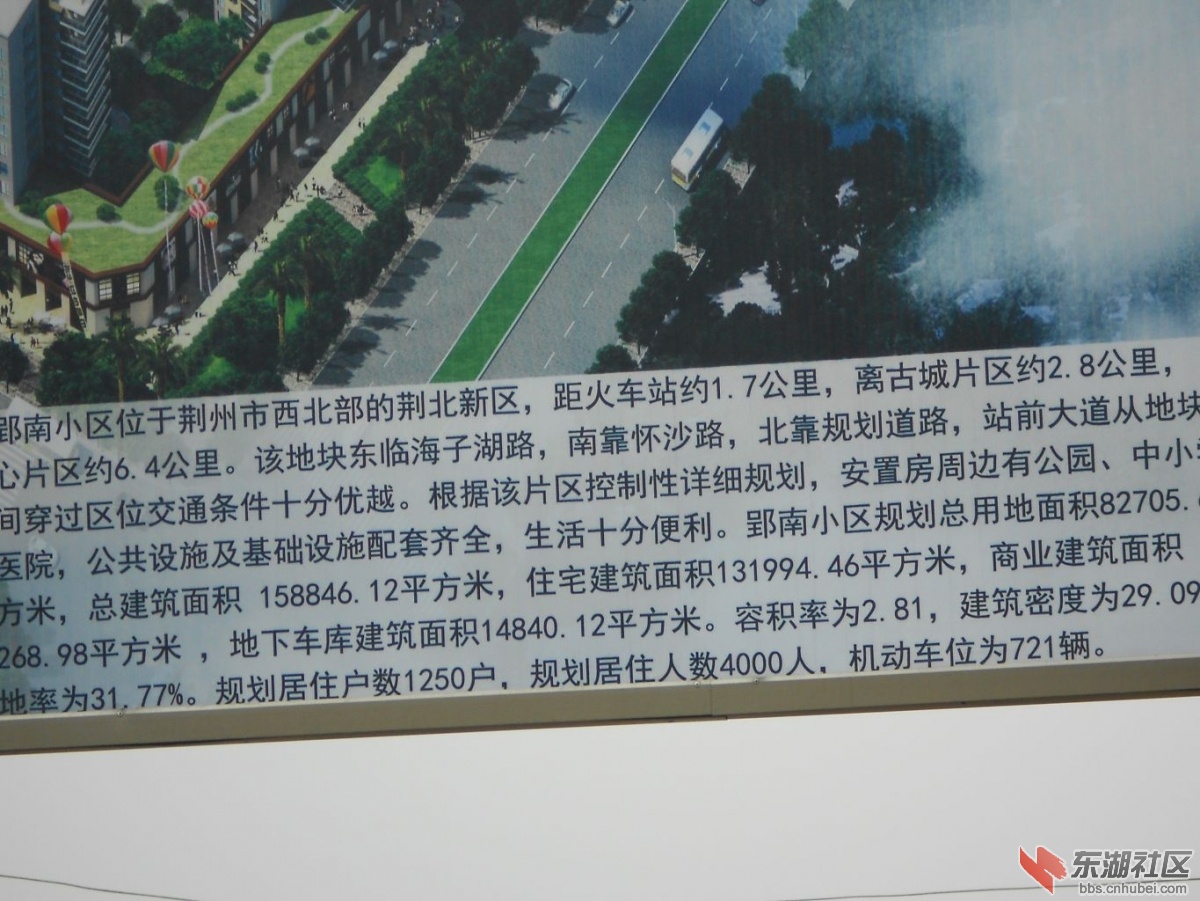 郢南小区位于荆州市西北部的荆北新区，距火车站约1.7公里，离古城片区约2.8公里，
心片区约6.4公里。该地块东临海子湖路，南靠怀沙路，北靠规划道路，站前大道从地块
间穿过区位交通条件十分优越。根据该片区控制性详细规划，安置房周边有公园、中小
医院，公共设施及基础设施配套齐全，生活十分便利。郢南小区规划总用地面积82705.
方米，总建筑面积 158846.12平方米，住宅建筑面积131994.46平方米，商业建筑面积
268.98平方米 ，地下车库建筑面积14840.12平方米。容积率为2.81，建筑密度为29.09
地率为31.77%。规划居住户数1250户，规划居住人数4000人，机动车位为721辆。
东湖社区
bbs.cnhubei.com